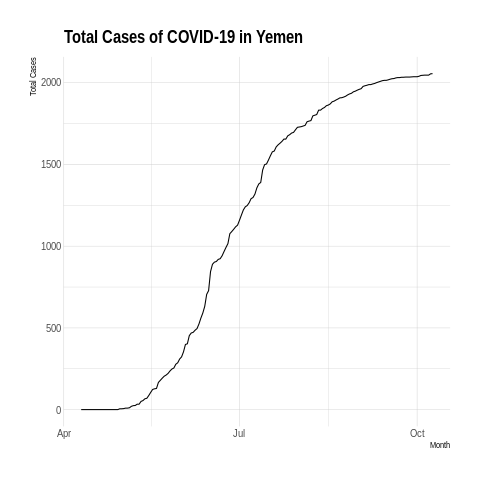 Total Cases of COVID-19 in Yemen
Total Cases
2000
1500
1000
500
0
Apr
Jul
Oct
Month